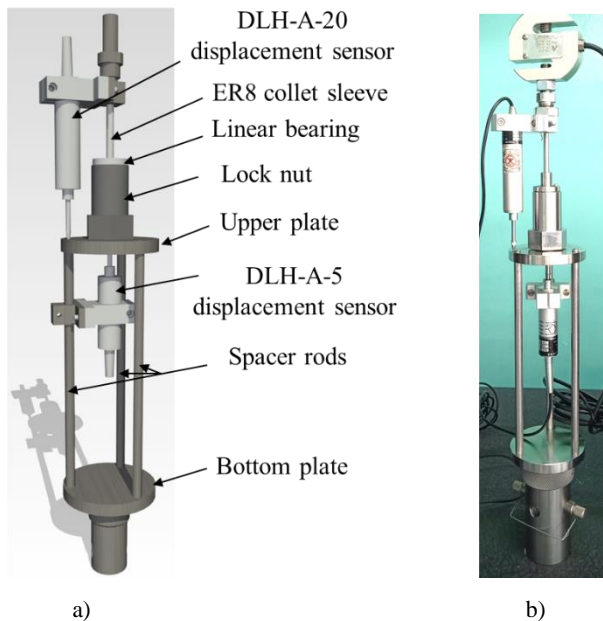 DLH-A-20
displacement sensor
ER8 collet sleeve
Linear bearing
Lock nut
Upper plate
DLH-A-5
displacement sensor
Spacer rods
Bottom plate
a)
b)